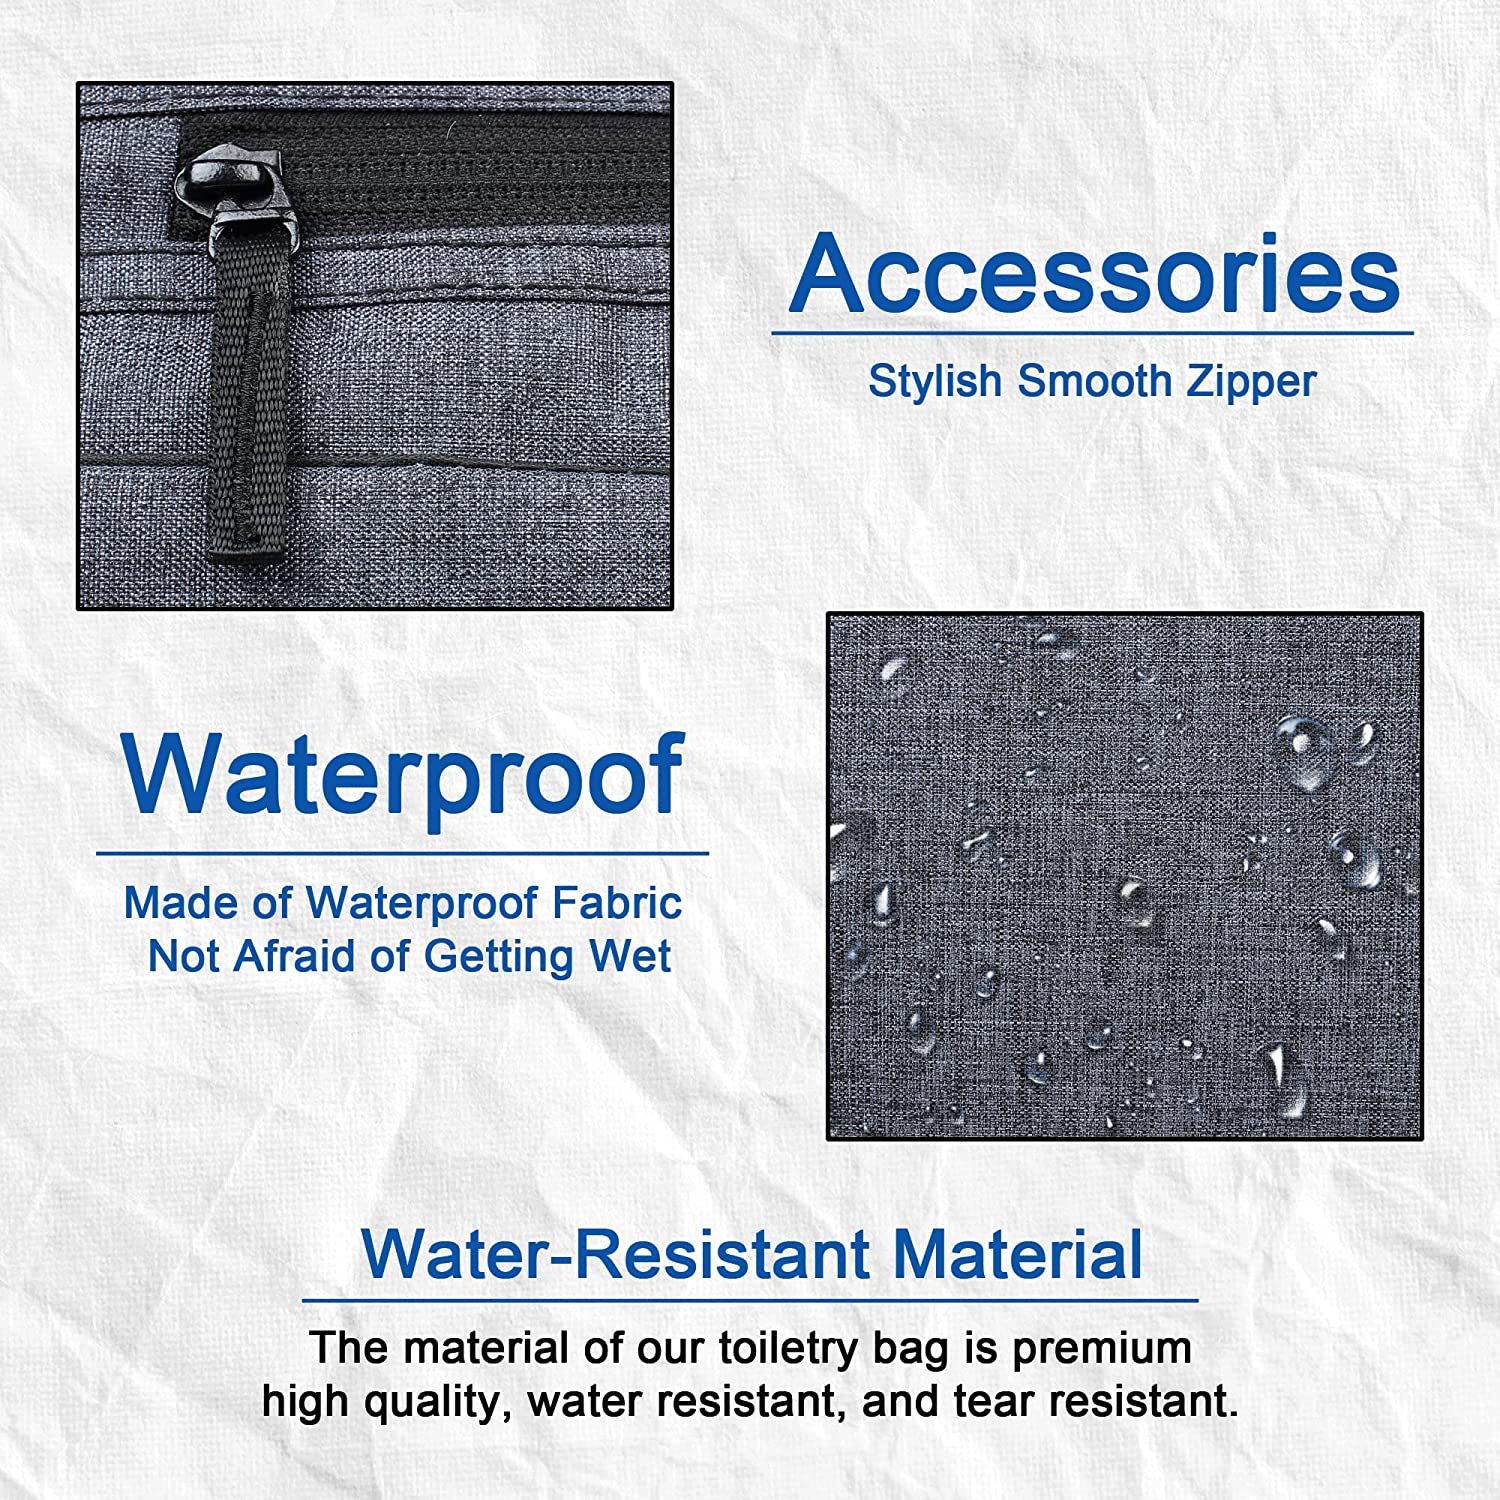 Accessories
Stylish Smooth Zipper
Waterproof
Made of Waterproof Fabric
Not Afraid of Getting Wet
Water-Resistant Material
The material of our toiletry bag is premium
high quality, water resistant, and tear resistant.